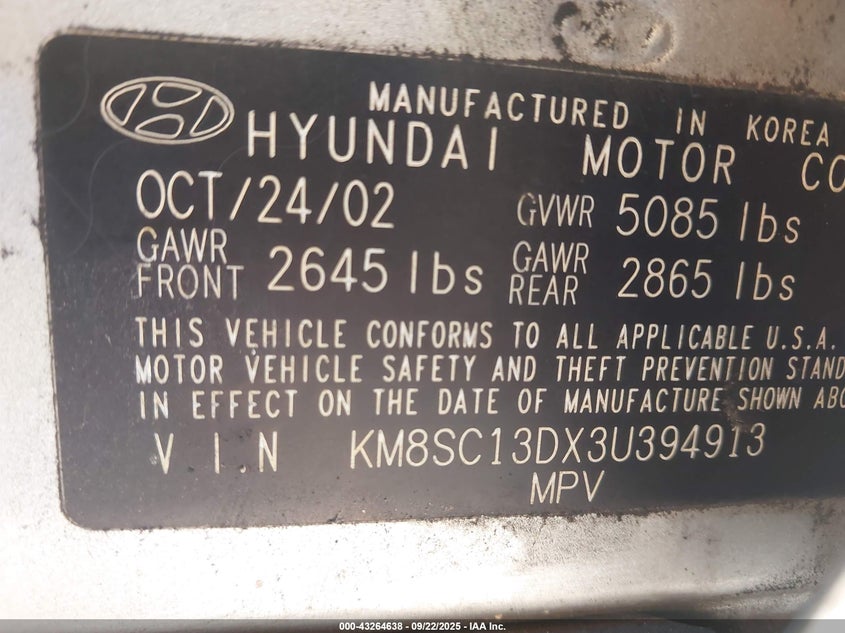 MANUFACTURED IN KOREA
HYUNDAI MOTOR CO
OCT/24/02 GVWR 5085 lbs
GAWR FRONT 2645 lbs GAWR REAR 2865 lbs
THIS VEHICLE CONFORMS TO ALL APPLICABLE U.S.A.
MOTOR VEHICLE SAFETY AND THEFT PREVENTION STAND
IN EFFECT ON THE DATE OF MANUFACTURE SHOWN ABO
VIN KM8SC13DX3U394913
MPV
000-43264638 - 09/22/2025 - IAA Inc.